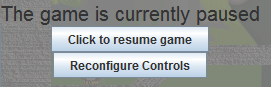 The game is currently paused
Click to resume game
Reconfigure Controls